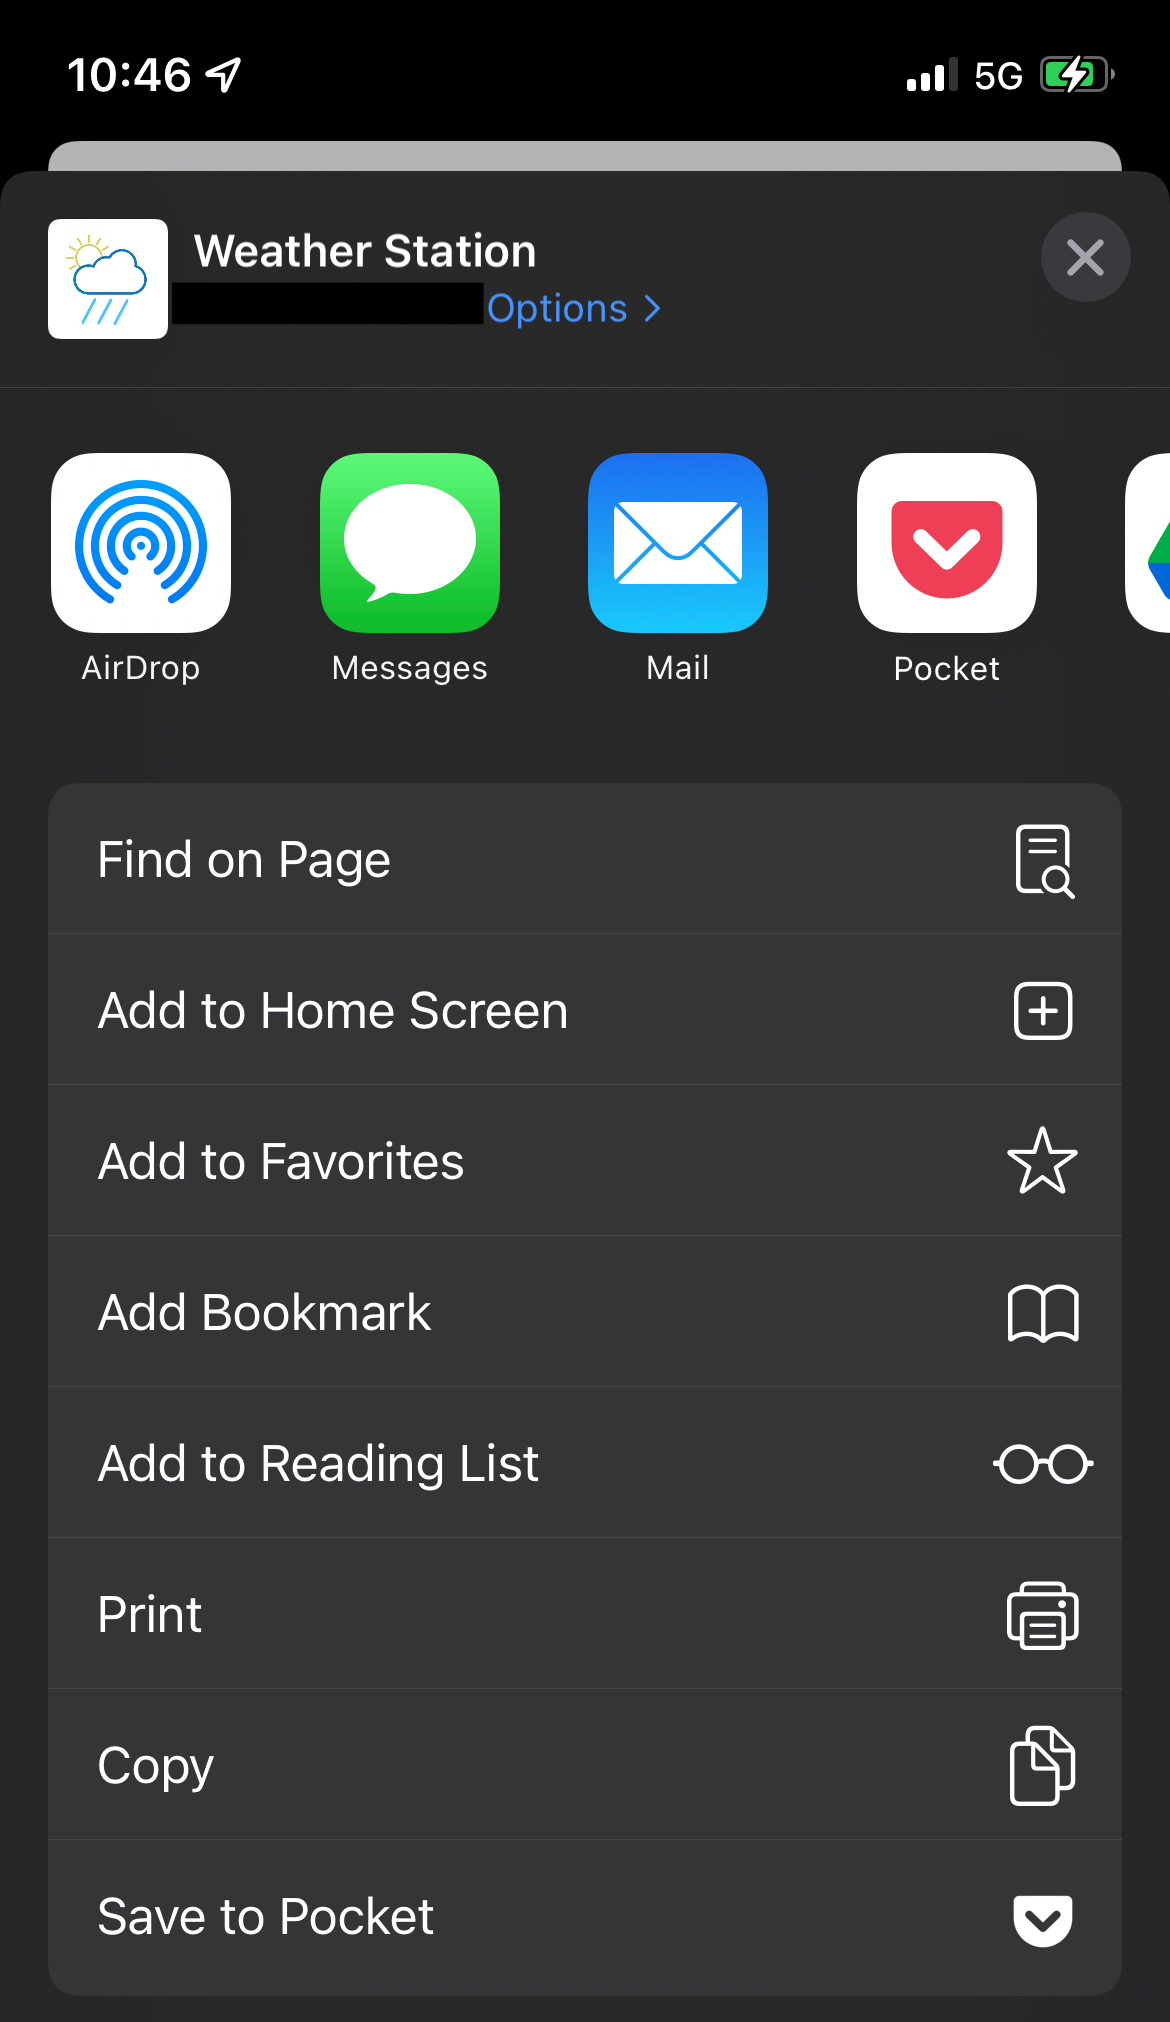 10:46
5G
Weather Station
Options
AirDrop
Messages
Mail
Pocket
Find on Page
Add to Home Screen
Add to Favorites
Add Bookmark
Add to Reading List
Print
Copy
Save to Pocket